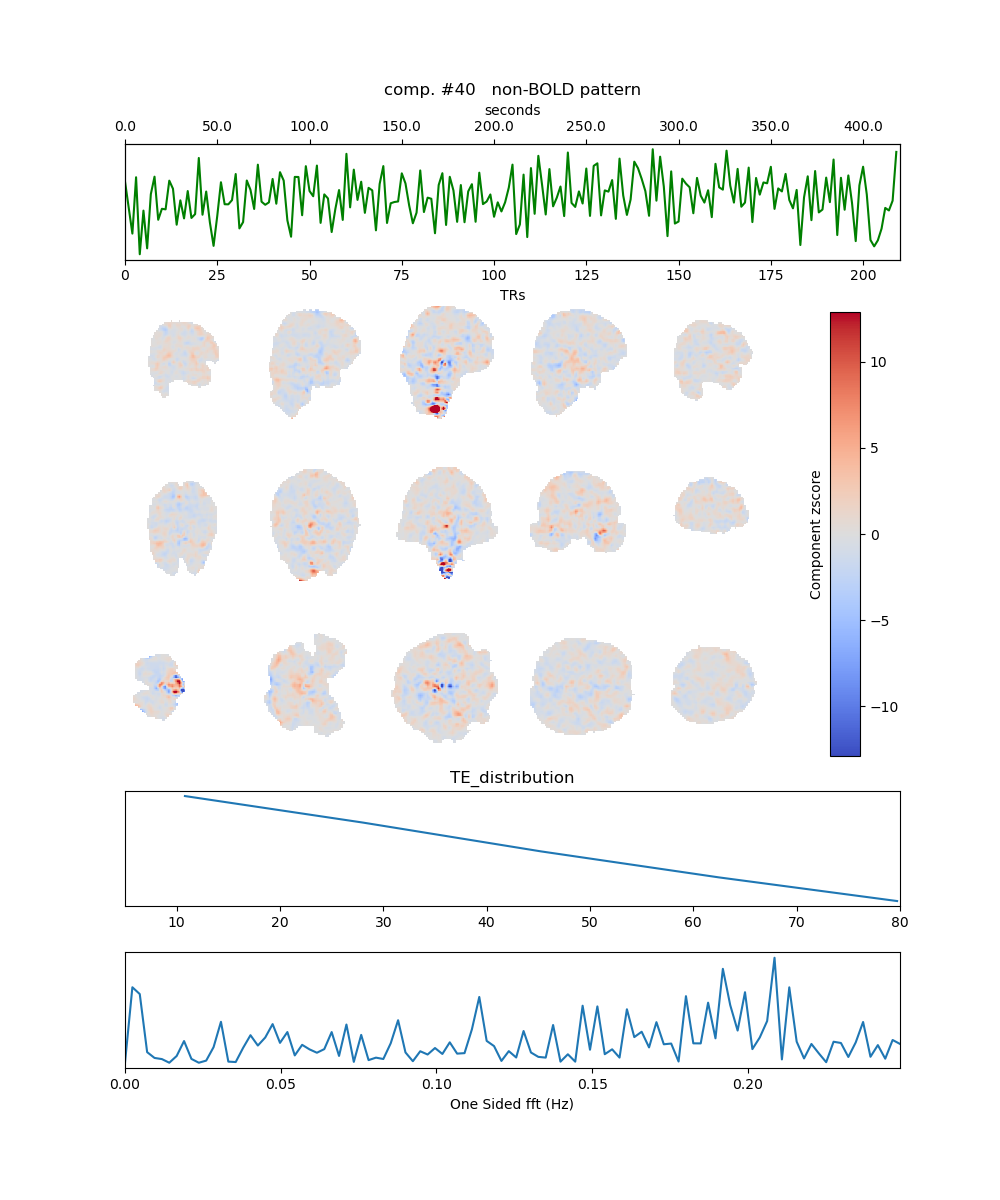 comp. #40   non-BOLD pattern
seconds
0.0 50.0 100.0 150.0 200.0 250.0 300.0 350.0 400.0
0 25 50 75 100 125 150 175 200
TRs
10
5
0
−5
−10
Component zscore
TE_distribution
10 20 30 40 50 60 70 80
0.00 0.05 0.10 0.15 0.20
One Sided fft (Hz)